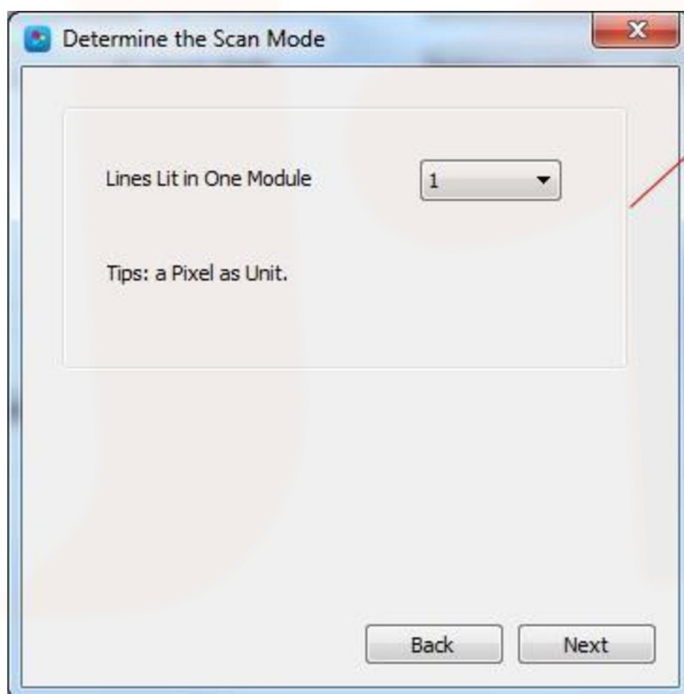 Determine the Scan Mode
Lines Lit in One Module 1
Tips: a Pixel as Unit.
Back Next